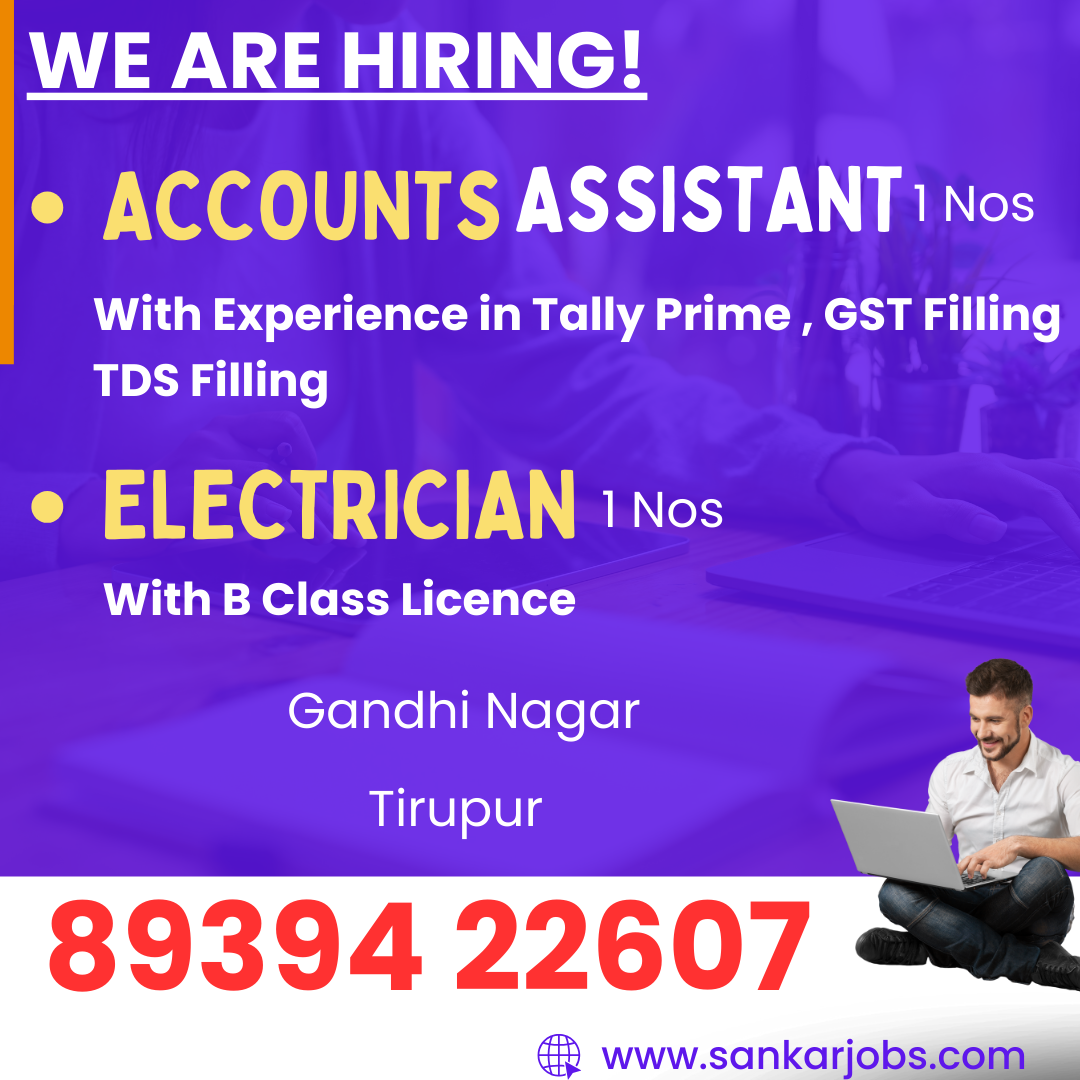 WE ARE HIRING!
ACCOUNTS ASSISTANT 1 Nos
With Experience in Tally Prime , GST Filling
TDS Filling
ELECTRICIAN 1 Nos
With B Class Licence
Gandhi Nagar
Tirupur
89394 22607
www.sankarjobs.com